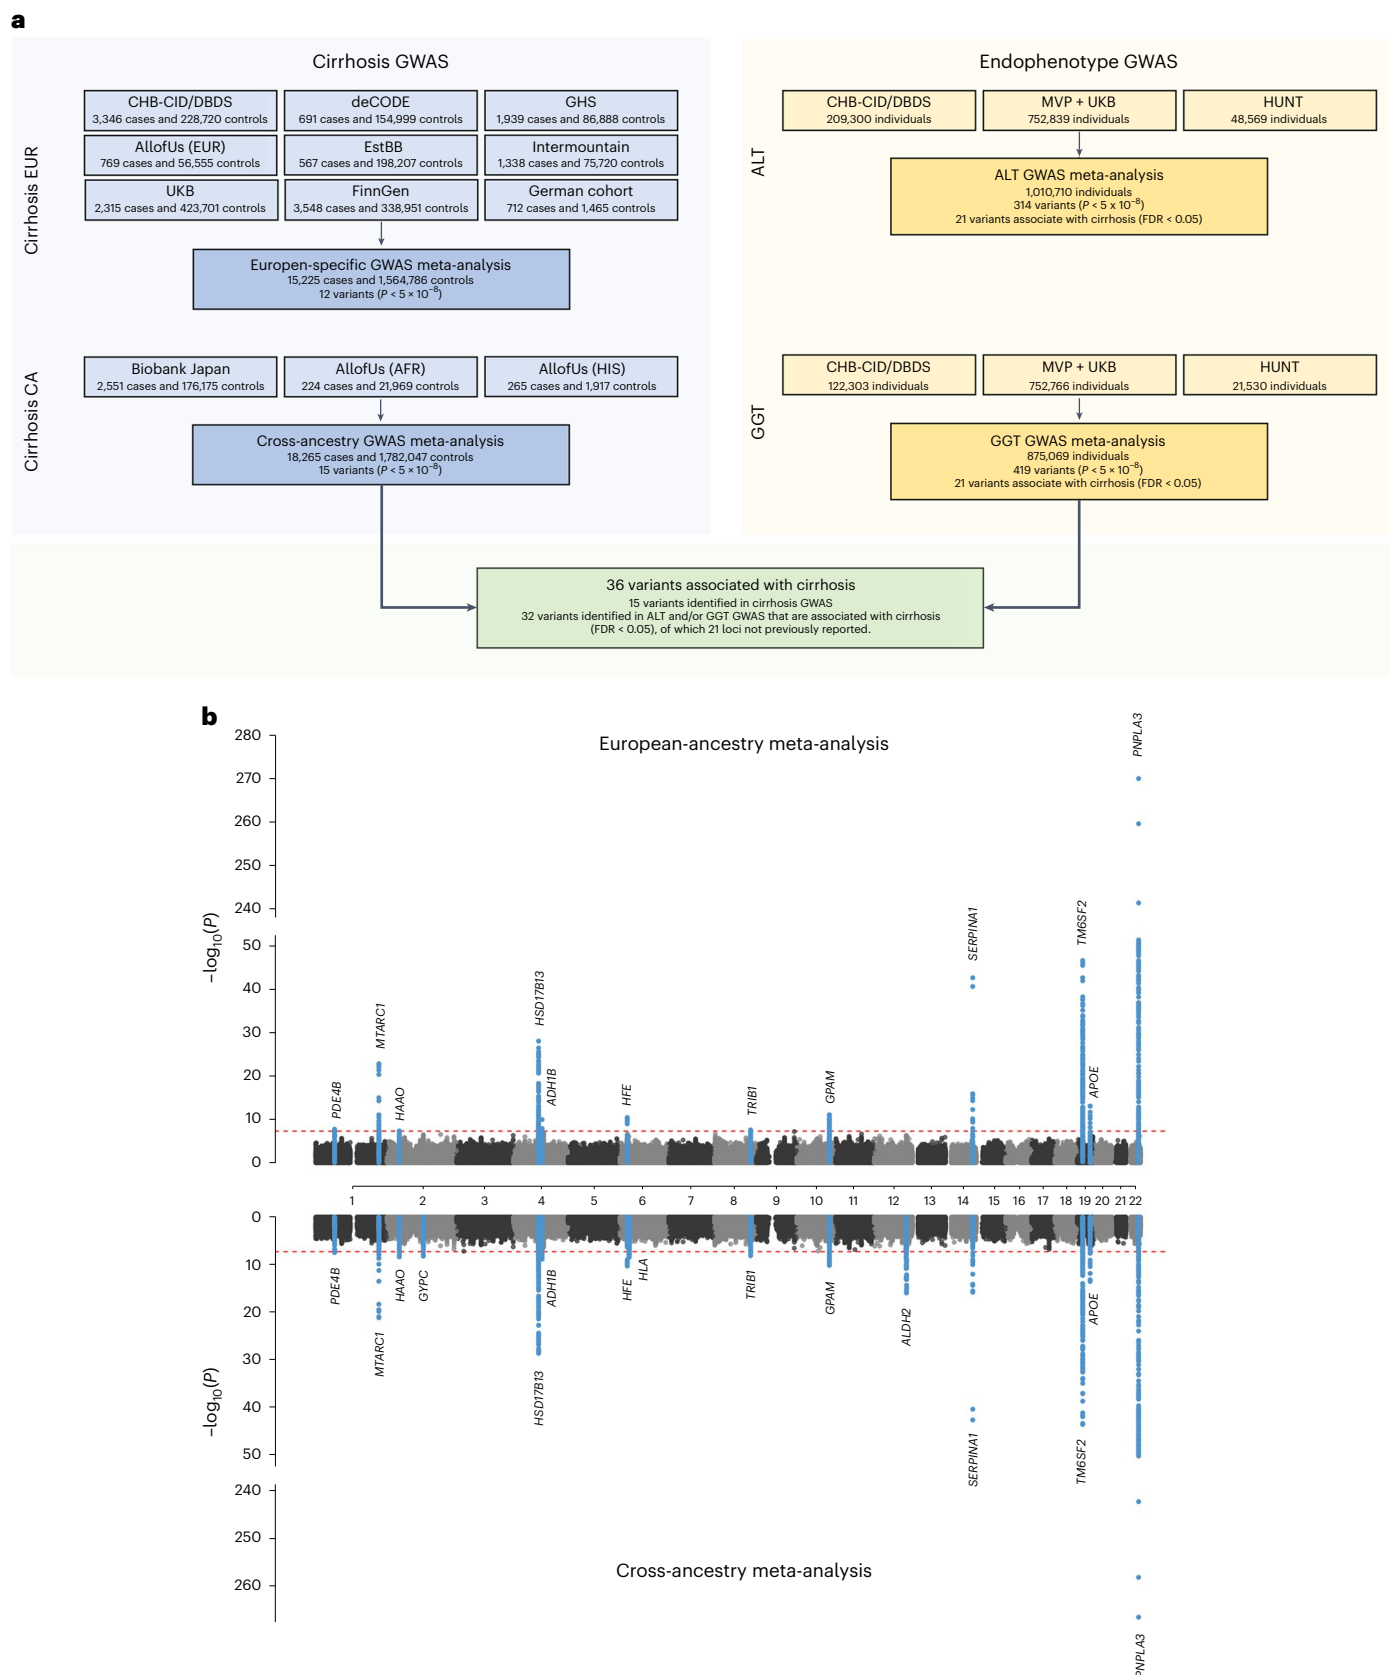 a
Cirrhosis GWAS
Cirrhosis EUR
CHB-CID/DBDS
3,346 cases and 228,720 controls
deCODE
691 cases and 154,999 controls
GHS
1,939 cases and 86,888 controls
AllofUs (EUR)
769 cases and 56,555 controls
EstBB
567 cases and 198,207 controls
Intermountain
1,338 cases and 75,720 controls
UKB
2,315 cases and 423,701 controls
FinnGen
3,548 cases and 338,951 controls
German cohort
712 cases and 1,465 controls
Europen-specific GWAS meta-analysis
15,225 cases and 1,564,786 controls
12 variants (P < 5 × 10⁻⁸)
Cirrhosis CA
Biobank Japan
2,551 cases and 176,175 controls
AllofUs (AFR)
224 cases and 21,969 controls
AllofUs (HIS)
265 cases and 1,917 controls
Cross-ancestry GWAS meta-analysis
18,265 cases and 1,782,047 controls
15 variants (P < 5 × 10⁻⁸)
Endophenotype GWAS
ALT
CHB-CID/DBDS
209,300 individuals
MVP + UKB
752,839 individuals
HUNT
48,569 individuals
ALT GWAS meta-analysis
1,010,710 individuals
314 variants (P < 5 x 10⁻⁸)
21 variants associate with cirrhosis (FDR < 0.05)
GGT
CHB-CID/DBDS
122,303 individuals
MVP + UKB
752,766 individuals
HUNT
21,530 individuals
GGT GWAS meta-analysis
875,069 individuals
419 variants (P < 5 × 10⁻⁸)
21 variants associate with cirrhosis (FDR < 0.05)
36 variants associated with cirrhosis
15 variants identified in cirrhosis GWAS
32 variants identified in ALT and/or GGT GWAS that are associated with cirrhosis
(FDR < 0.05), of which 21 loci not previously reported.
b
European-ancestry meta-analysis
−log₁₀(P)
280
270
260
250
240
50
40
30
20
10
0
PDE4B
MTARC1
HAAO
HSD17B13
ADH1B
HFE
TRIB1
GPAM
SERPINA1
TM6SF2
APOE
PNPLA3
1 2 3 4 5 6 7 8 9 10 11 12 13 14 15 16 17 18 19 20 21 22
−log₁₀(P)
0
10
20
30
40
50
240
250
260
PDE4B
MTARC1
HAAO
GYPC
HSD17B13
ADH1B
HFE
HLA
TRIB1
GPAM
ALDH2
SERPINA1
TM6SF2
APOE
PNPLA3
Cross-ancestry meta-analysis